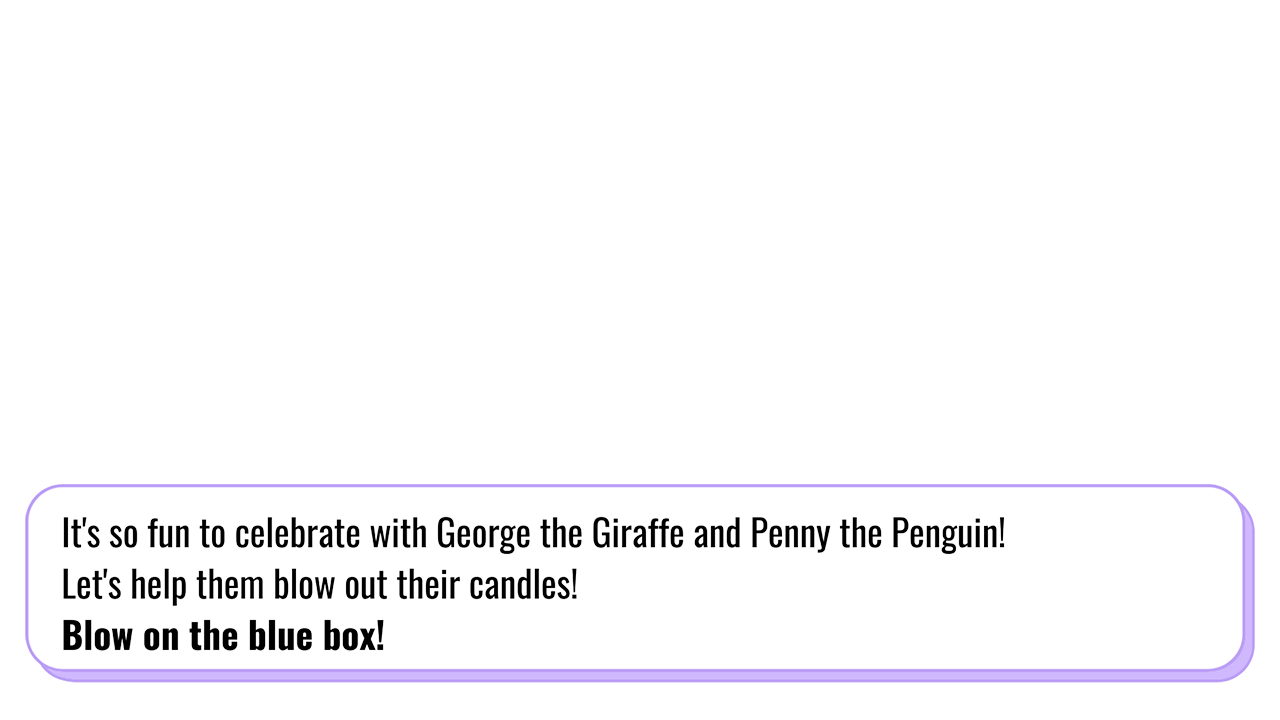 It's so fun to celebrate with George the Giraffe and Penny the Penguin!
Let's help them blow out their candles!
Blow on the blue box!